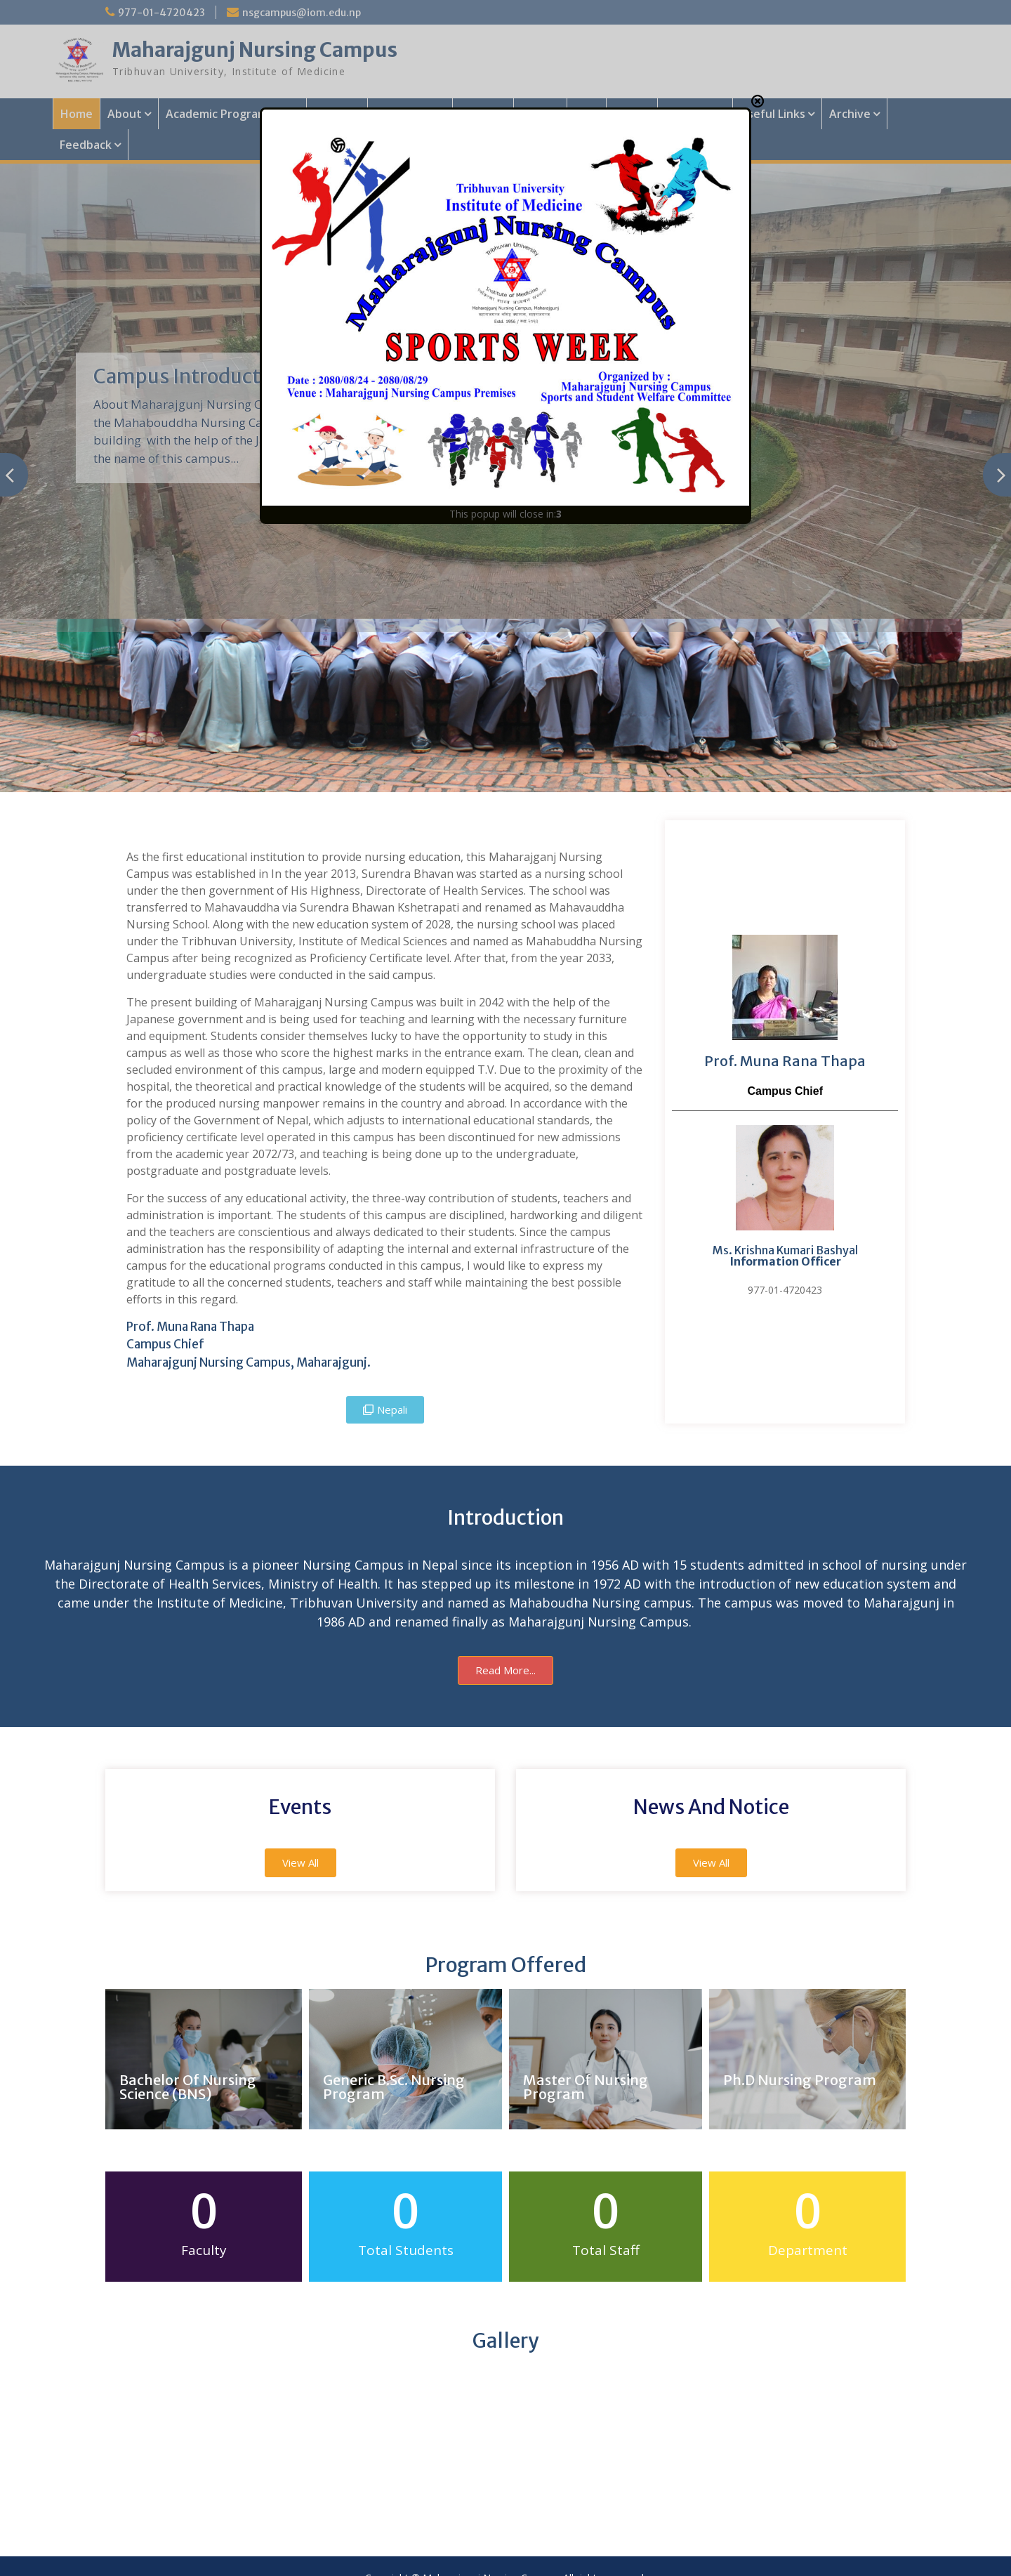 977-01-4720423
nsgcampus@iom.edu.np
Maharajgunj Nursing Campus
Tribhuvan University, Institute of Medicine
Home
About
Academic
Links
Archive
Feedback
Campus
About Maharajgunj Nursing
the Mahabouddha Nursing
building with the help of the
the name of this campus...
Tribhuvan University
Institute of Medicine
Maharajgunj Nursing Campus
SPORTS WEEK
Date : 2080/08/24 - 2080/08/29
Venue : Maharajgunj Nursing Campus Premises
Organized by :
Maharajgunj Nursing Campus
Sports and Student Welfare Committee
This popup will close in:3
As the first educational institution to provide nursing education, this Maharajganj Nursing
Campus was established in In the year 2013, Surendra Bhavan was started as a nursing school
under the then government of His Highness, Directorate of Health Services. The school was
transferred to Mahavauddha via Surendra Bhawan Kshetrapati and renamed as Mahavauddha
Nursing School. Along with the new education system of 2028, the nursing school was placed
under the Tribhuvan University, Institute of Medical Sciences and named as Mahabuddha Nursing
Campus after being recognized as Proficiency Certificate level. After that, from the year 2033,
undergraduate studies were conducted in the said campus.
The present building of Maharajganj Nursing Campus was built in 2042 with the help of the
Japanese government and is being used for teaching and learning with the necessary furniture
and equipment. Students consider themselves lucky to have the opportunity to study in this
campus as well as those who score the highest marks in the entrance exam. The clean, clean and
secluded environment of this campus, large and modern equipped T.V. Due to the proximity of the
hospital, the theoretical and practical knowledge of the students will be acquired, so the demand
for the produced nursing manpower remains in the country and abroad. In accordance with the
policy of the Government of Nepal, which adjusts to international educational standards, the
proficiency certificate level operated in this campus has been discontinued for new admissions
from the academic year 2072/73, and teaching is being done up to the undergraduate,
postgraduate and postgraduate levels.
For the success of any educational activity, the three-way contribution of students, teachers and
administration is important. The students of this campus are disciplined, hardworking and diligent
and the teachers are conscientious and always dedicated to their students. Since the campus
administration has the responsibility of adapting the internal and external infrastructure of the
campus for the educational programs conducted in this campus, I would like to express my
gratitude to all the concerned students, teachers and staff while maintaining the best possible
efforts in this regard.
Prof. Muna Rana Thapa
Campus Chief
Maharajgunj Nursing Campus, Maharajgunj.
Nepali
Prof. Muna Rana Thapa
Campus Chief
Ms. Krishna Kumari Bashyal
Information Officer
977-01-4720423
Introduction
Maharajgunj Nursing Campus is a pioneer Nursing Campus in Nepal since its inception in 1956 AD with 15 students admitted in school of nursing under
the Directorate of Health Services, Ministry of Health. It has stepped up its milestone in 1972 AD with the introduction of new education system and
came under the Institute of Medicine, Tribhuvan University and named as Mahaboudha Nursing campus. The campus was moved to Maharajgunj in
1986 AD and renamed finally as Maharajgunj Nursing Campus.
Read More...
Events
View All
News And Notice
View All
Program Offered
Bachelor Of Nursing
Science (BNS)
Generic B.Sc. Nursing
Program
Master Of Nursing
Program
Ph.D Nursing Program
0
Faculty
0
Total Students
0
Total Staff
0
Department
Gallery